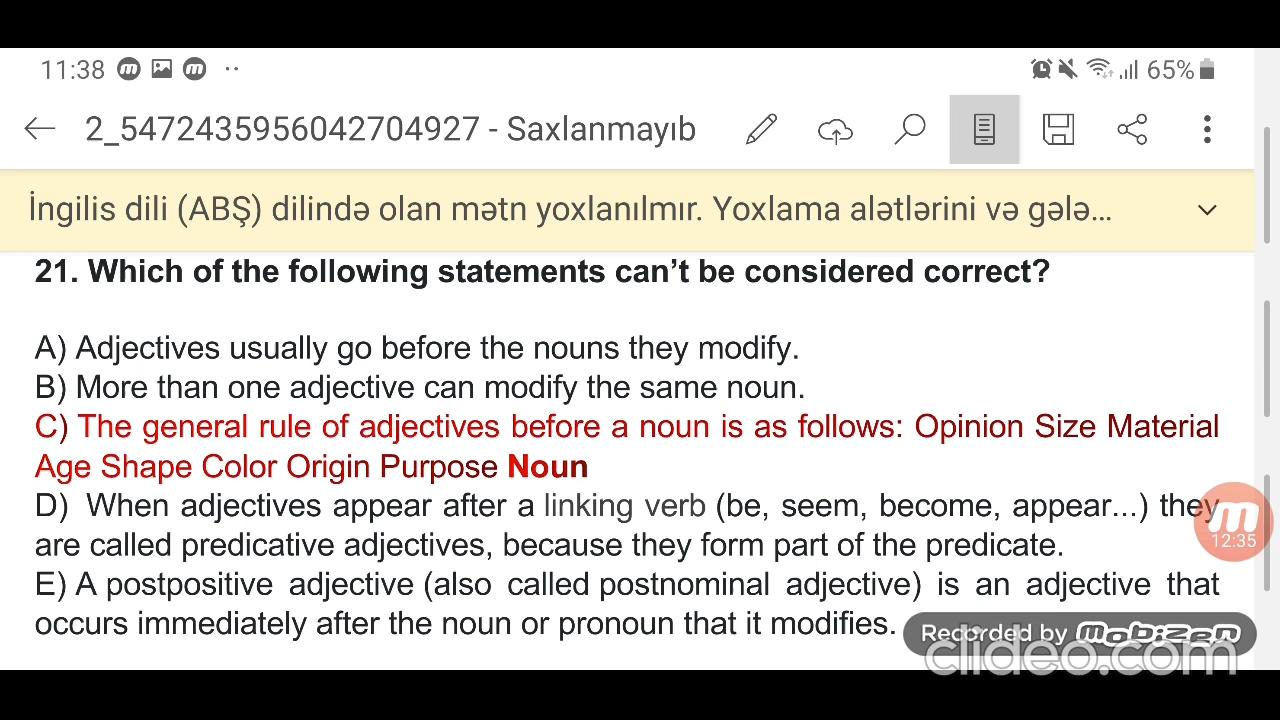 11:38 65%
2_5472435956042704927 - Saxlanmayıb
İngilis dili (ABŞ) dilində olan mətn yoxlanılmır. Yoxlama alətlərini və gələ...
21. Which of the following statements can't be considered correct?
A) Adjectives usually go before the nouns they modify.
B) More than one adjective can modify the same noun.
C) The general rule of adjectives before a noun is as follows: Opinion Size Material
Age Shape Color Origin Purpose Noun
D) When adjectives appear after a linking verb (be, seem, become, appear...) they
are called predicative adjectives, because they form part of the predicate.
12:35
E) A postpositive adjective (also called postnominal adjective) is an adjective that
occurs immediately after the noun or pronoun that it modifies.
Recorded by mobizen
clideo.com